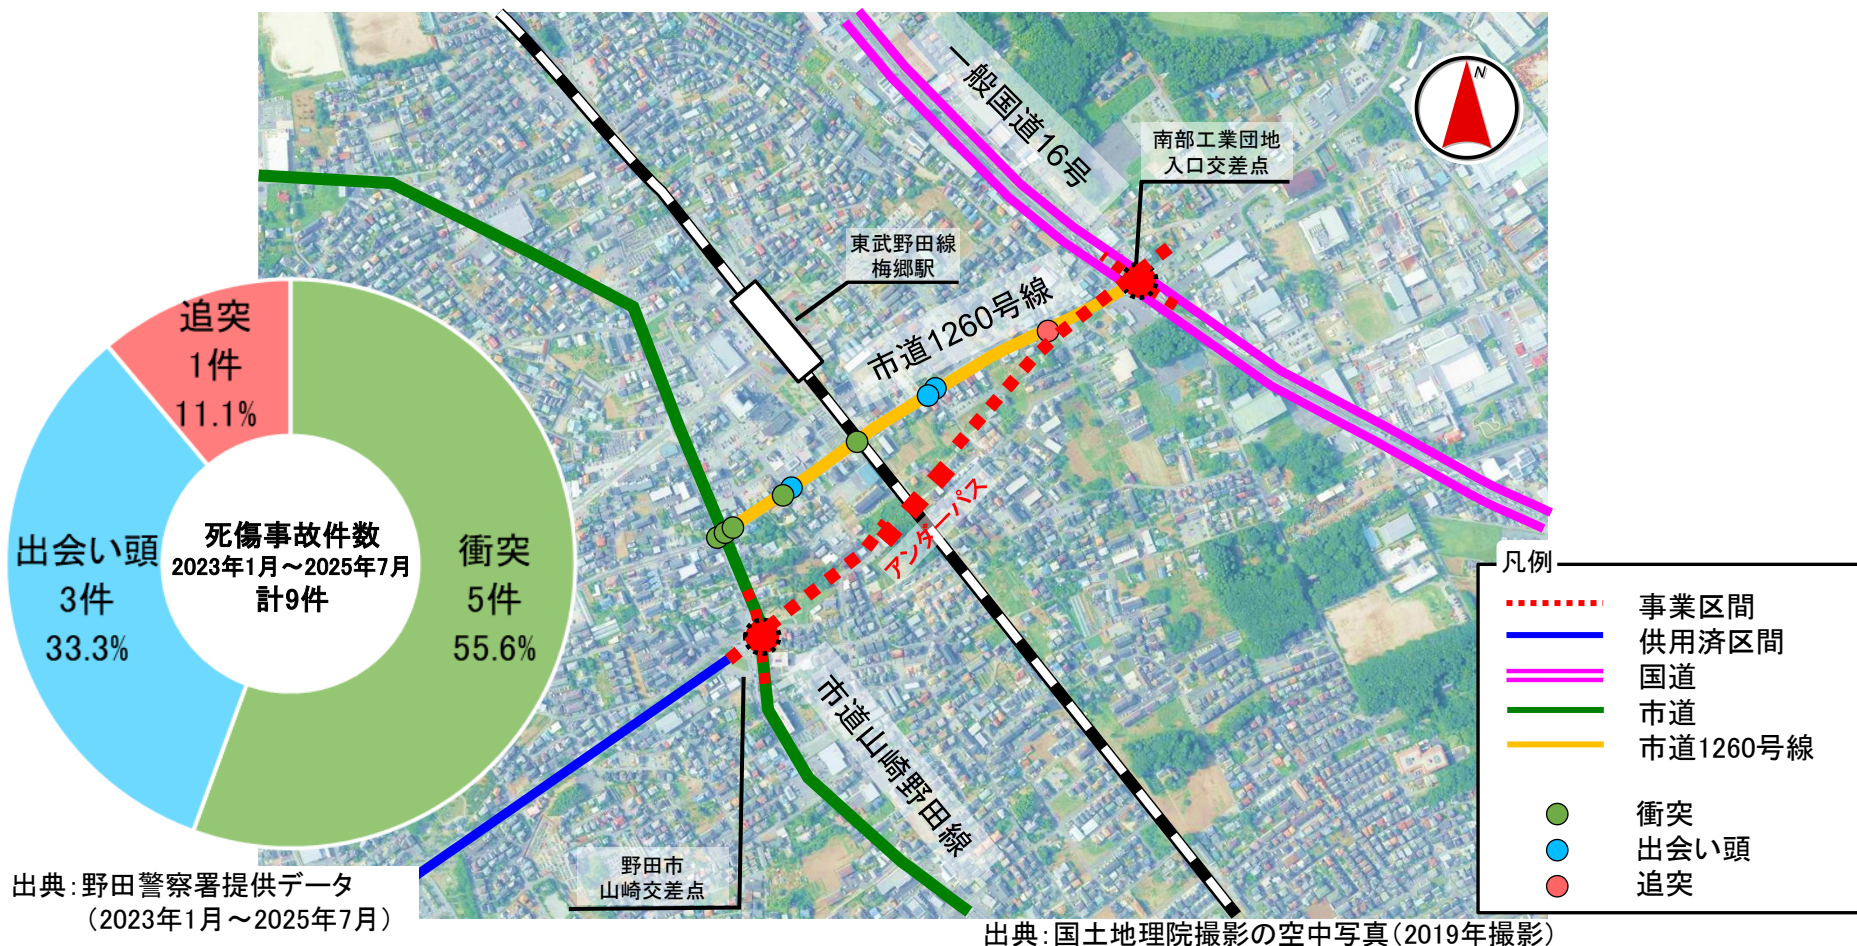 一般国道16号
N
南部工業団地
入口交差点
東武野田線
梅郷駅
市道1260号線
アンダーパス
市道山崎野田線
野田市
山崎交差点
追突
1件
11.1%
出会い頭
3件
33.3%
衝突
5件
55.6%
死傷事故件数
2023年1月～2025年7月
計9件
出典：野田警察署提供データ
（2023年1月～2025年7月）
凡例
事業区間
供用済区間
国道
市道
市道1260号線
衝突
出会い頭
追突
出典：国土地理院撮影の空中写真（2019年撮影）